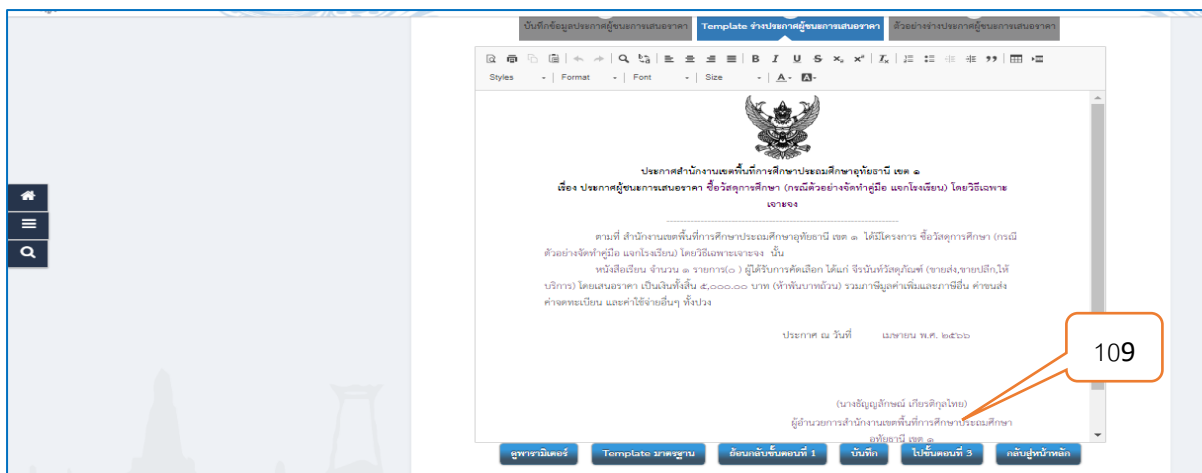 บันทึกข้อมูลประกาศผู้ชนะการเสนอราคา Template ร่างประกาศผู้ชนะการเสนอราคา ตัวอย่างร่างประกาศผู้ชนะการเสนอราคา
B I U S x₂ x² Tx
Styles Format Font Size A A
ประกาศสำนักงานเขตพื้นที่การศึกษาประถมศึกษาอุทัยธานี เขต ๑
เรื่อง ประกาศผู้ชนะการเสนอราคา ซื้อวัสดุการศึกษา (กรณีตัวอย่างจัดทำคู่มือ แจกโรงเรียน) โดยวิธีเฉพาะ
เจาะจง
ตามที่ สำนักงานเขตพื้นที่การศึกษาประถมศึกษาอุทัยธานี เขต ๑ ได้มีโครงการ ซื้อวัสดุการศึกษา (กรณี
ตัวอย่างจัดทำคู่มือ แจกโรงเรียน) โดยวิธีเฉพาะเจาะจง นั้น
หนังสือเรียน จำนวน ๑ รายการ(๐ ) ผู้ได้รับการคัดเลือก ได้แก่ จีรนันท์วัสดุภัณฑ์ (ขายส่ง,ขายปลีก,ให้
บริการ) โดยเสนอราคา เป็นเงินทั้งสิ้น ๕,๐๐๐.๐๐ บาท (ห้าพันบาทถ้วน) รวมภาษีมูลค่าเพิ่มและภาษีอื่น ค่าขนส่ง
ค่าจดทะเบียน และค่าใช้จ่ายอื่นๆ ทั้งปวง
ประกาศ ณ วันที่ เมษายน พ.ศ. ๒๕๖๖
109
(นางธัญญลักษณ์ เกียรติกุลไทย)
ผู้อำนวยการสำนักงานเขตพื้นที่การศึกษาประถมศึกษา
อุทัยธานี เขต ๑
ดูพารามิเตอร์ Template มาตรฐาน ย้อนกลับขั้นตอนที่ 1 บันทึก ไปขั้นตอนที่ 3 กลับสู่หน้าหลัก